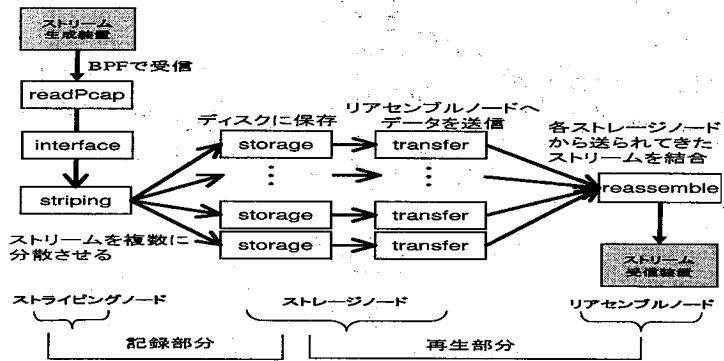 ストリーム
生成装置
BPFで受信
readPcap
interface
striping
ストリームを複数に
分散させる
ディスクに保存
storage
storage
storage
リアセンブルノードへ
データを送信
transfer
transfer
transfer
各ストレージノード
から送られてきた
ストリームを結合
reassemble
ストリーム
受信装置
ストライピングノード
ストレージノード
リアセンブルノード
記録部分
再生部分